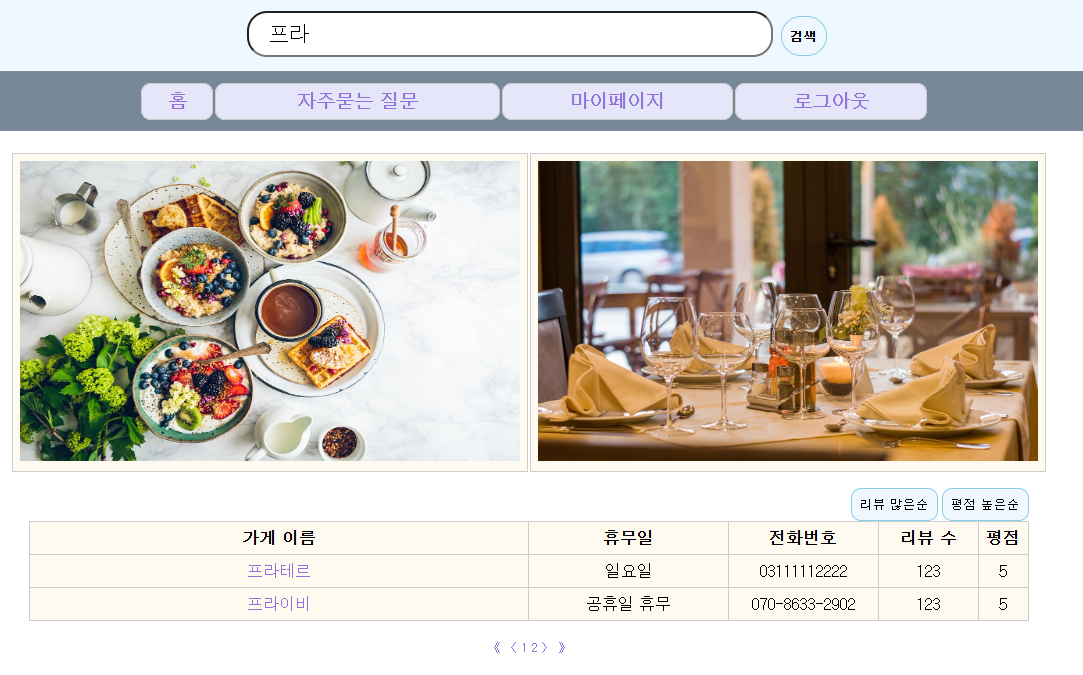 프라 검색
홈 자주묻는 질문 마이페이지 로그아웃
리뷰 많은순 평점 높은순
가게 이름 휴무일 전화번호 리뷰 수 평점
프라테르 일요일 03111112222 123 5
프라이비 공휴일 휴무 070-8633-2902 123 5
《 〈 1 2 〉 》